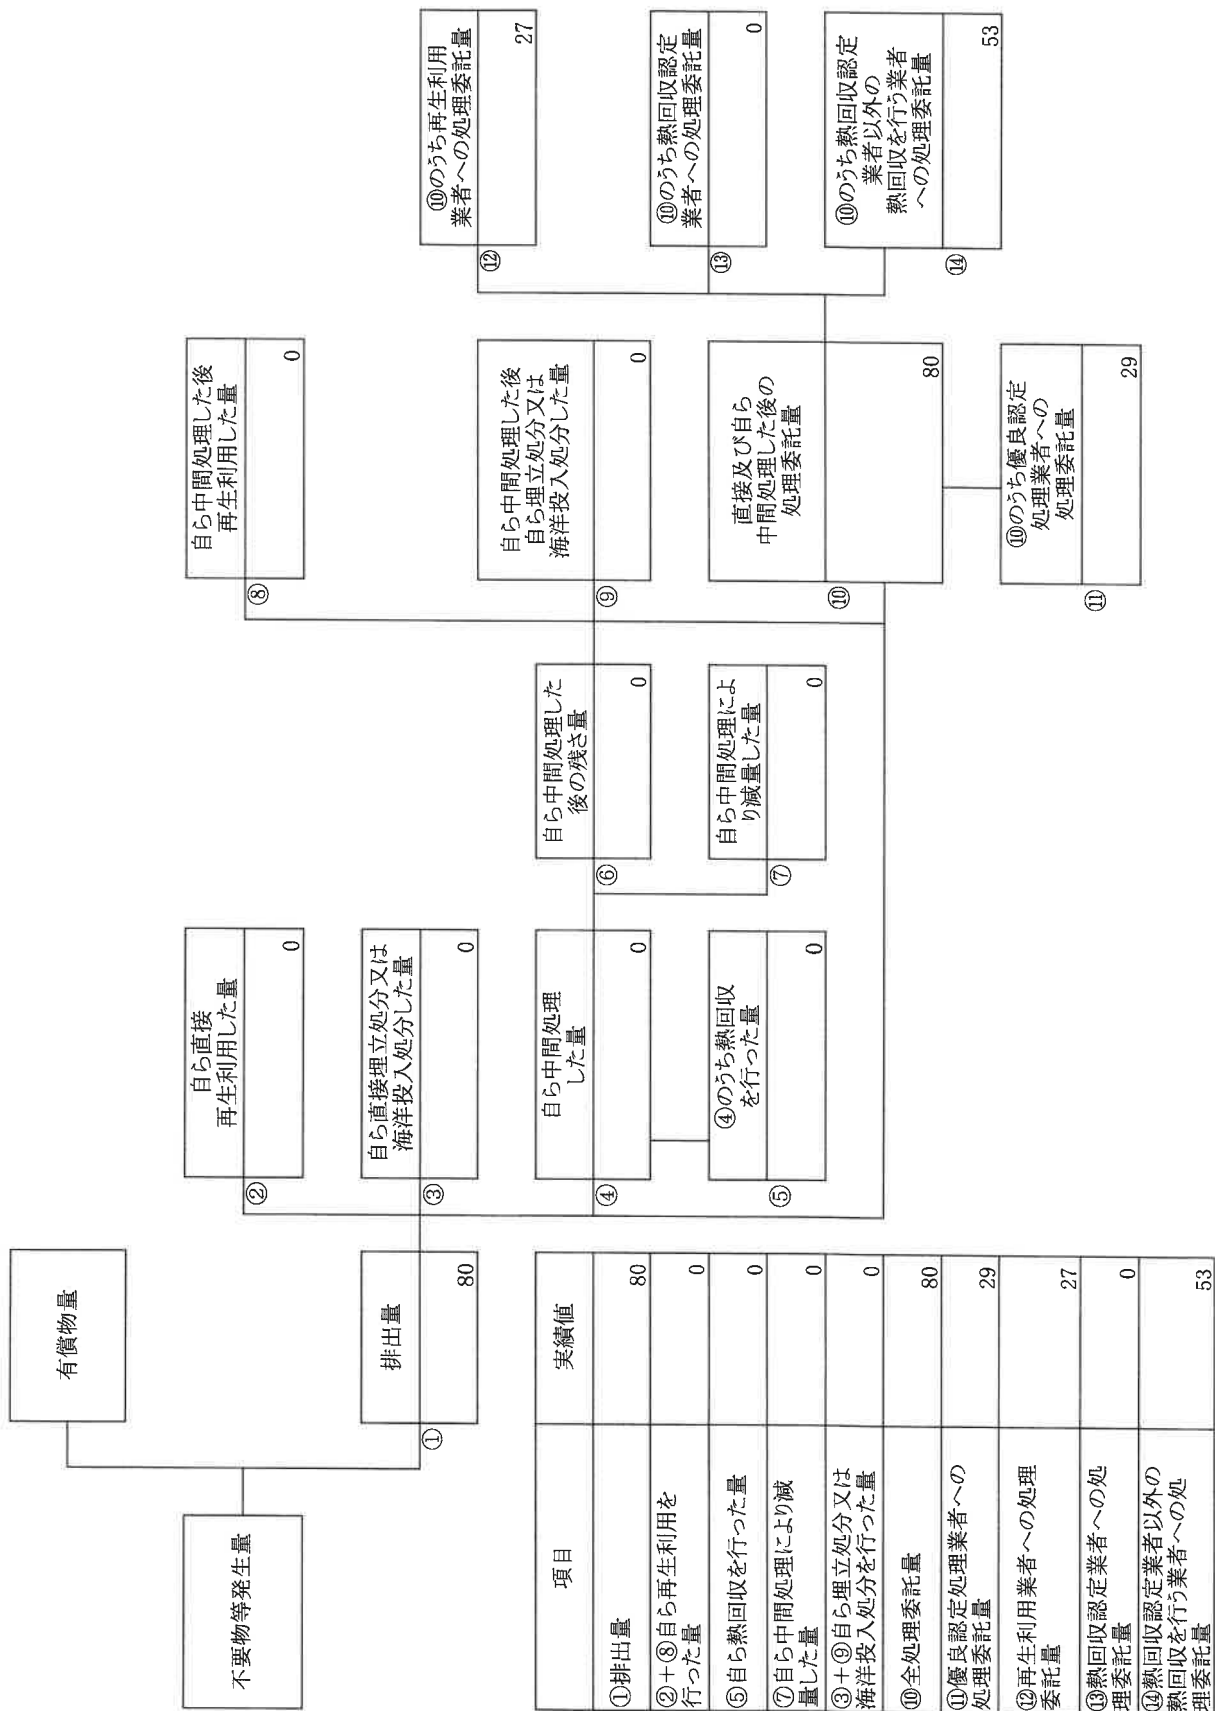 不要物等発生量
有償物量
①
排出量
80
②
自ら直接
再生利用した量
0
③
自ら直接埋立処分又は
海洋投入処分した量
0
④
自ら中間処理
した量
0
⑤
④のうち熱回収
を行った量
0
⑥
自ら中間処理した
後の残さ量
0
⑦
自ら中間処理によ
り減量した量
0
⑧
自ら中間処理した後
再生利用した量
0
⑨
自ら中間処理した後
自ら埋立処分又は
海洋投入処分した量
0
⑩
直接及び自ら
中間処理した後の
処理委託量
80
⑪
⑩のうち優良認定
処理業者への
処理委託量
29
⑫
⑩のうち再生利用
業者への処理委託量
27
⑬
⑩のうち熱回収認定
業者への処理委託量
0
⑭
⑩のうち熱回収認定
業者以外の
熱回収を行う業者
への処理委託量
53
項目 実績値
①排出量 80
②+⑧自ら再生利用を
行った量 0
⑤自ら熱回収を行った量 0
⑦自ら中間処理により減
量した量 0
③+⑨自ら埋立処分又は
海洋投入処分を行った量 0
⑩全処理委託量 80
⑪優良認定処理業者への
処理委託量 29
⑫再生利用業者への処理
委託量 27
⑬熱回収認定業者への処
理委託量 0
⑭熱回収認定業者以外の
熱回収を行う業者への処
理委託量 53